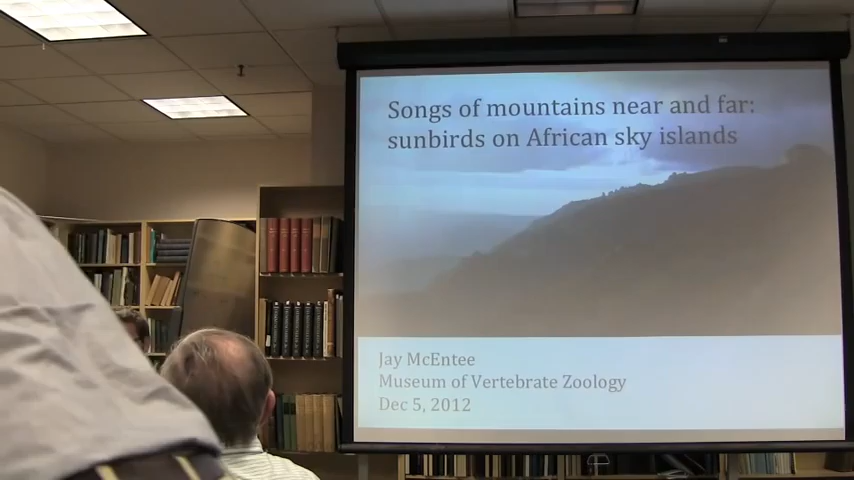 Songs of mountains near and far:
sunbirds on African sky islands
Jay McEntee
Museum of Vertebrate Zoology
Dec 5, 2012